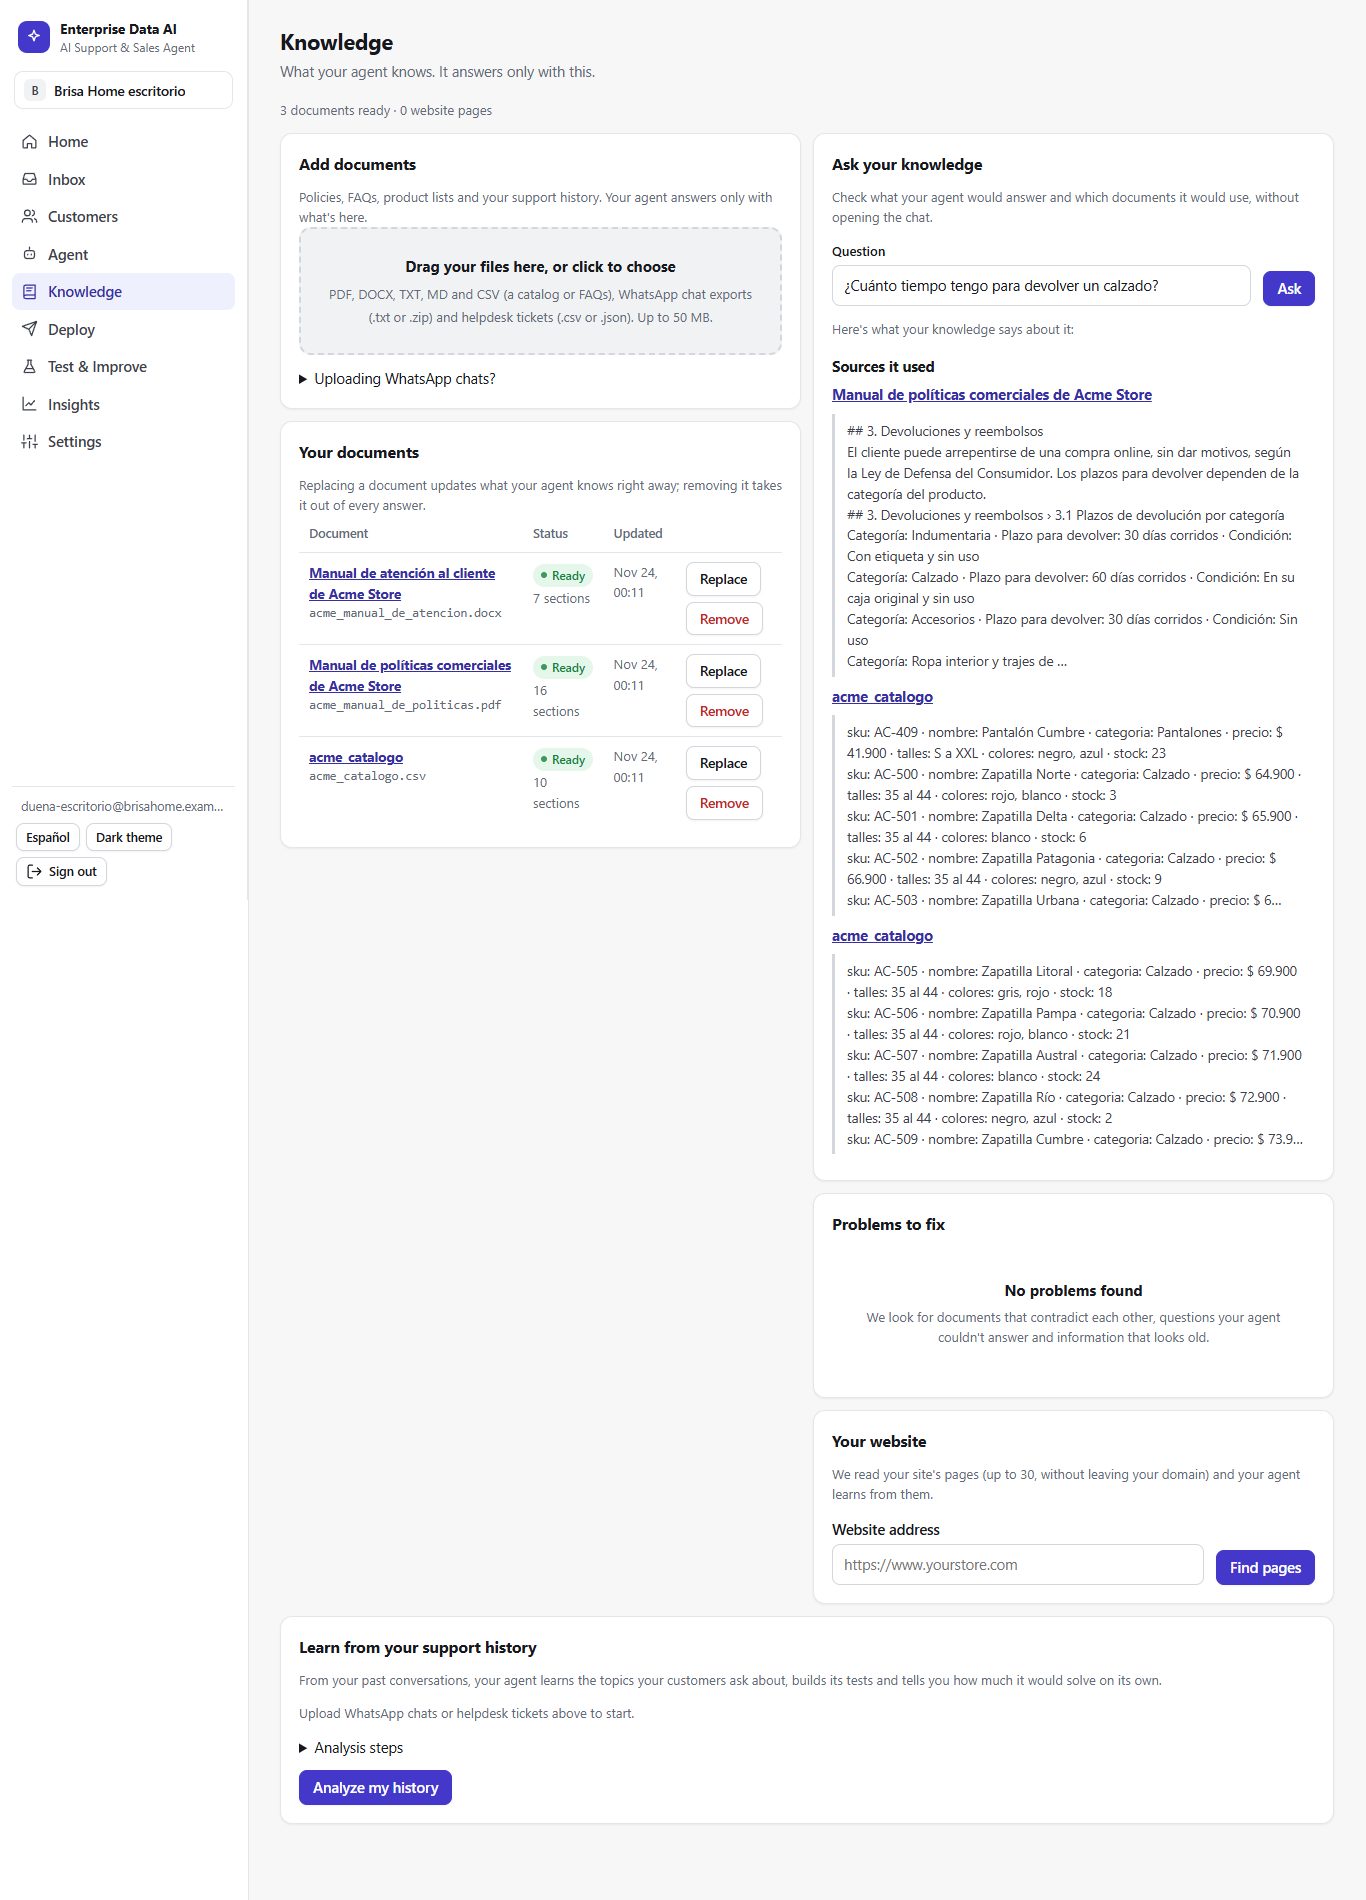 Enterprise Data AI
AI Support & Sales Agent
B Brisa Home escritorio
Home
Inbox
Customers
Agent
Knowledge
Deploy
Test & Improve
Insights
Settings
duena-escritorio@brisahome.exam...
Español Dark theme
Sign out
Knowledge
What your agent knows. It answers only with this.
3 documents ready · 0 website pages
Add documents
Policies, FAQs, product lists and your support history. Your agent answers only with
what's here.
Drag your files here, or click to choose
PDF, DOCX, TXT, MD and CSV (a catalog or FAQs), WhatsApp chat exports
(.txt or .zip) and helpdesk tickets (.csv or .json). Up to 50 MB.
Uploading WhatsApp chats?
Your documents
Replacing a document updates what your agent knows right away; removing it takes
it out of every answer.
Document Status Updated
Manual de atención al cliente
de Acme Store
acme_manual_de_atencion.docx
Ready
7 sections
Nov 24,
00:11
Replace
Remove
Manual de políticas comerciales
de Acme Store
acme_manual_de_politicas.pdf
Ready
16
sections
Nov 24,
00:11
Replace
Remove
acme_catalogo
acme_catalogo.csv
Ready
10
sections
Nov 24,
00:11
Replace
Remove
Ask your knowledge
Check what your agent would answer and which documents it would use, without
opening the chat.
Question
¿Cuánto tiempo tengo para devolver un calzado?
Ask
Here's what your knowledge says about it:
Sources it used
Manual de políticas comerciales de Acme Store
## 3. Devoluciones y reembolsos
El cliente puede arrepentirse de una compra online, sin dar motivos, según
la Ley de Defensa del Consumidor. Los plazos para devolver dependen de la
categoría del producto.
## 3. Devoluciones y reembolsos › 3.1 Plazos de devolución por categoría
Categoría: Indumentaria · Plazo para devolver: 30 días corridos · Condición:
Con etiqueta y sin uso
Categoría: Calzado · Plazo para devolver: 60 días corridos · Condición: En su
caja original y sin uso
Categoría: Accesorios · Plazo para devolver: 30 días corridos · Condición: Sin
uso
Categoría: Ropa interior y trajes de ...
acme_catalogo
sku: AC-409 · nombre: Pantalón Cumbre · categoria: Pantalones · precio: $
41.900 · talles: S a XXL · colores: negro, azul · stock: 23
sku: AC-500 · nombre: Zapatilla Norte · categoria: Calzado · precio: $ 64.900 ·
talles: 35 al 44 · colores: rojo, blanco · stock: 3
sku: AC-501 · nombre: Zapatilla Delta · categoria: Calzado · precio: $ 65.900 ·
talles: 35 al 44 · colores: blanco · stock: 6
sku: AC-502 · nombre: Zapatilla Patagonia · categoria: Calzado · precio: $
66.900 · talles: 35 al 44 · colores: negro, azul · stock: 9
sku: AC-503 · nombre: Zapatilla Urbana · categoria: Calzado · precio: $ 6...
acme_catalogo
sku: AC-505 · nombre: Zapatilla Litoral · categoria: Calzado · precio: $ 69.900
· talles: 35 al 44 · colores: gris, rojo · stock: 18
sku: AC-506 · nombre: Zapatilla Pampa · categoria: Calzado · precio: $ 70.900
· talles: 35 al 44 · colores: rojo, blanco · stock: 21
sku: AC-507 · nombre: Zapatilla Austral · categoria: Calzado · precio: $ 71.900
· talles: 35 al 44 · colores: blanco · stock: 24
sku: AC-508 · nombre: Zapatilla Río · categoria: Calzado · precio: $ 72.900 ·
talles: 35 al 44 · colores: negro, azul · stock: 2
sku: AC-509 · nombre: Zapatilla Cumbre · categoria: Calzado · precio: $ 73.9...
Problems to fix
No problems found
We look for documents that contradict each other, questions your agent
couldn't answer and information that looks old.
Your website
We read your site's pages (up to 30, without leaving your domain) and your agent
learns from them.
Website address
https://www.yourstore.com
Find pages
Learn from your support history
From your past conversations, your agent learns the topics your customers ask about, builds its tests and tells you how much it would solve on its own.
Upload WhatsApp chats or helpdesk tickets above to start.
Analysis steps
Analyze my history